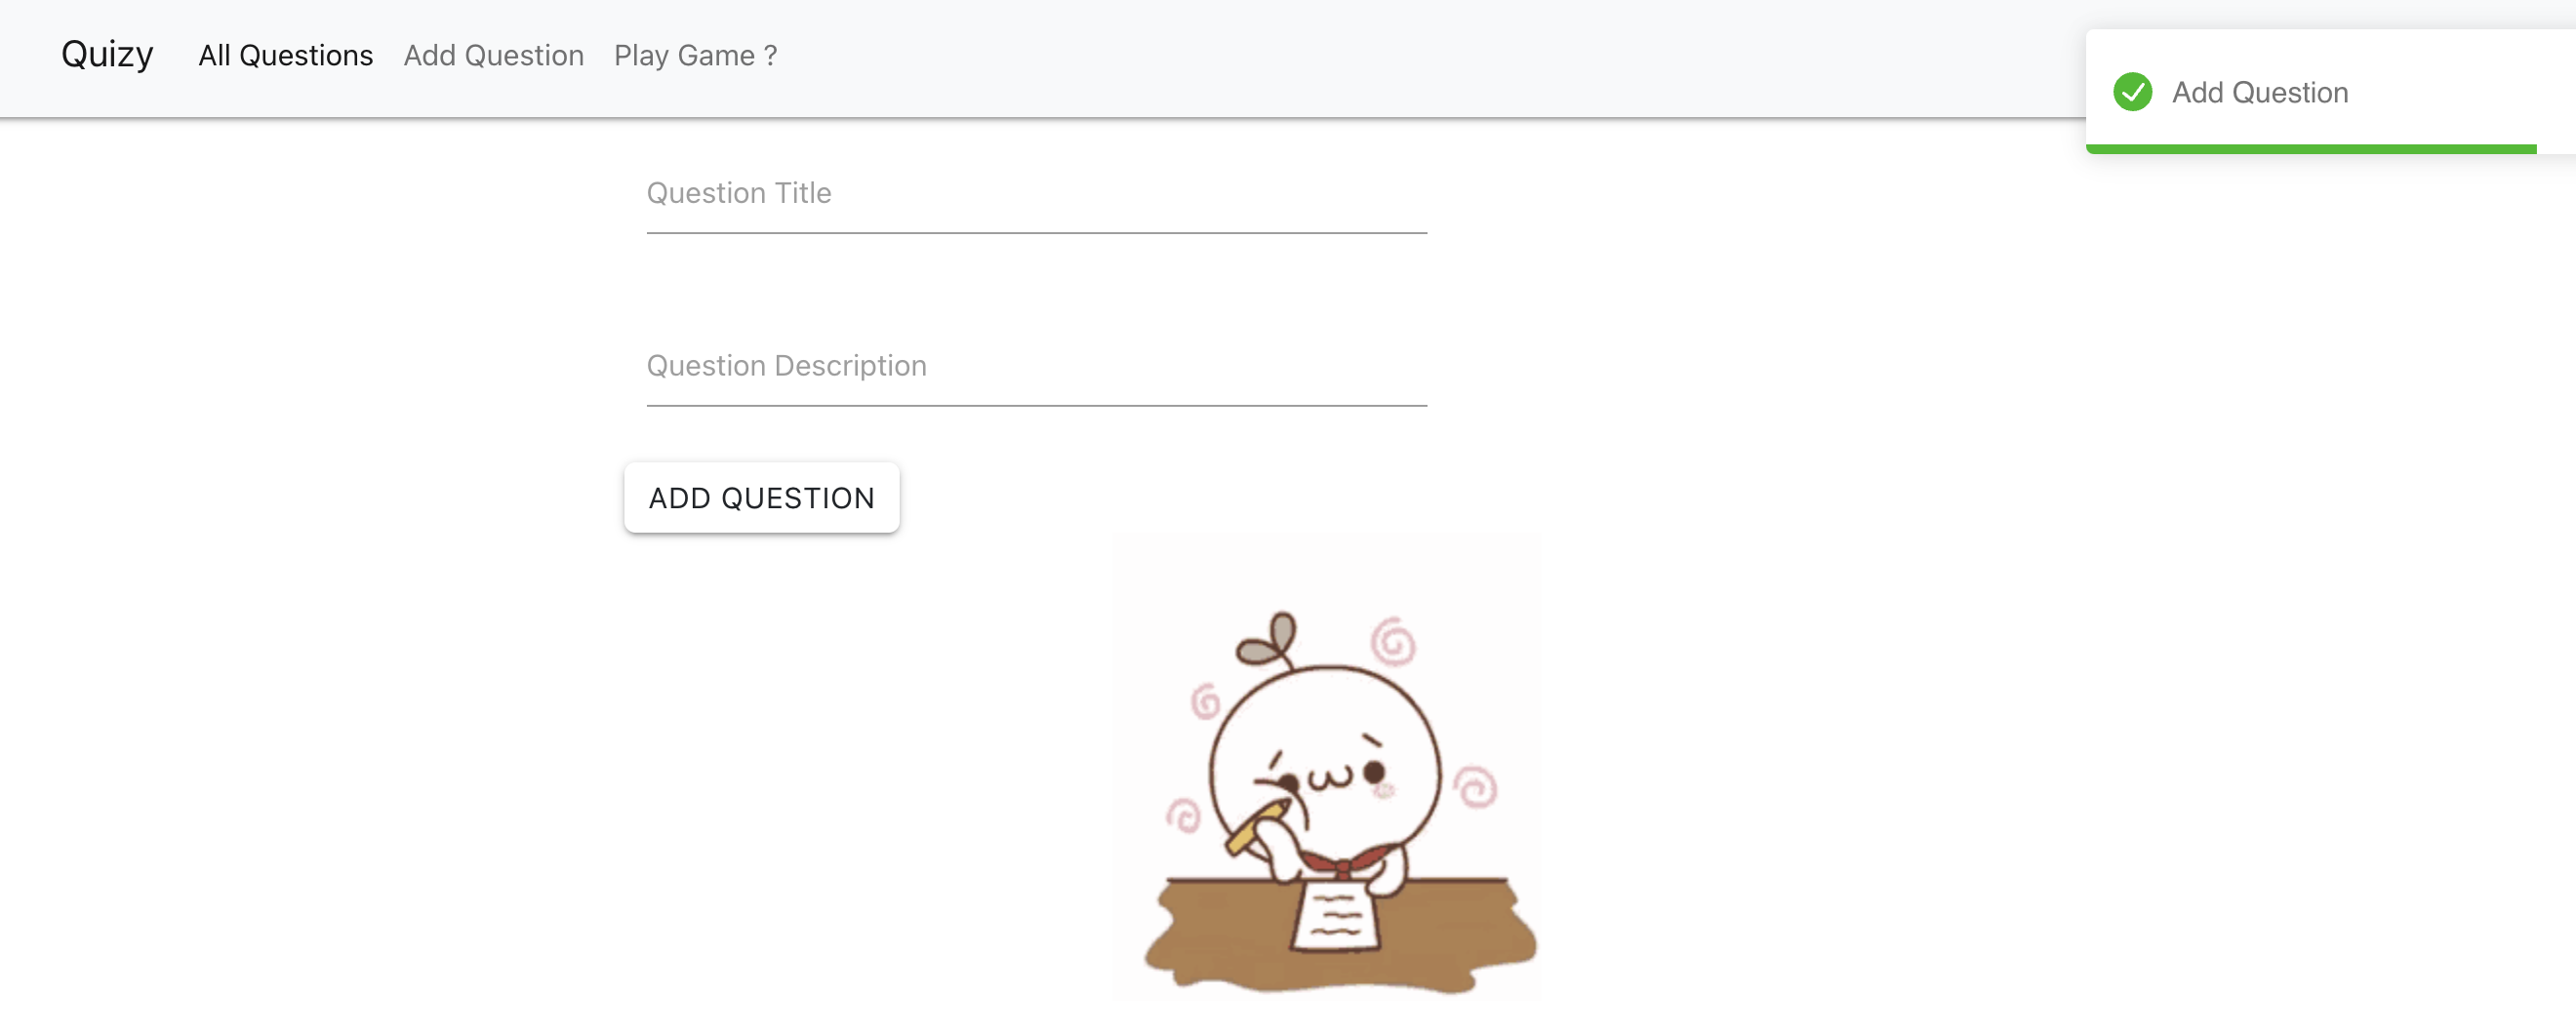 Quizy All Questions Add Question Play Game ?
Add Question
Question Title
Question Description
ADD QUESTION